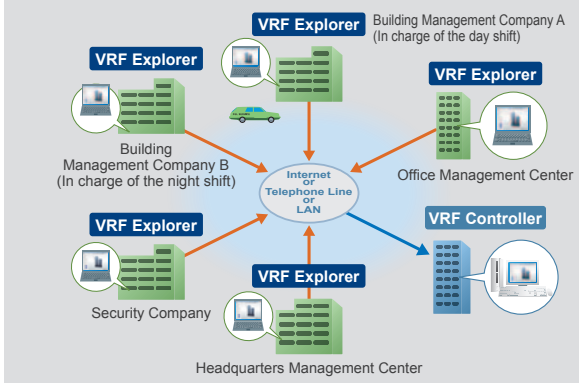 VRF Explorer
Building Management Company A
(In charge of the day shift)
VRF Explorer
Building
Management Company B
(In charge of the night shift)
VRF Explorer
Office Management Center
Internet
or
Telephone Line
or
LAN
VRF Explorer
Security Company
VRF Controller
VRF Explorer
Headquarters Management Center